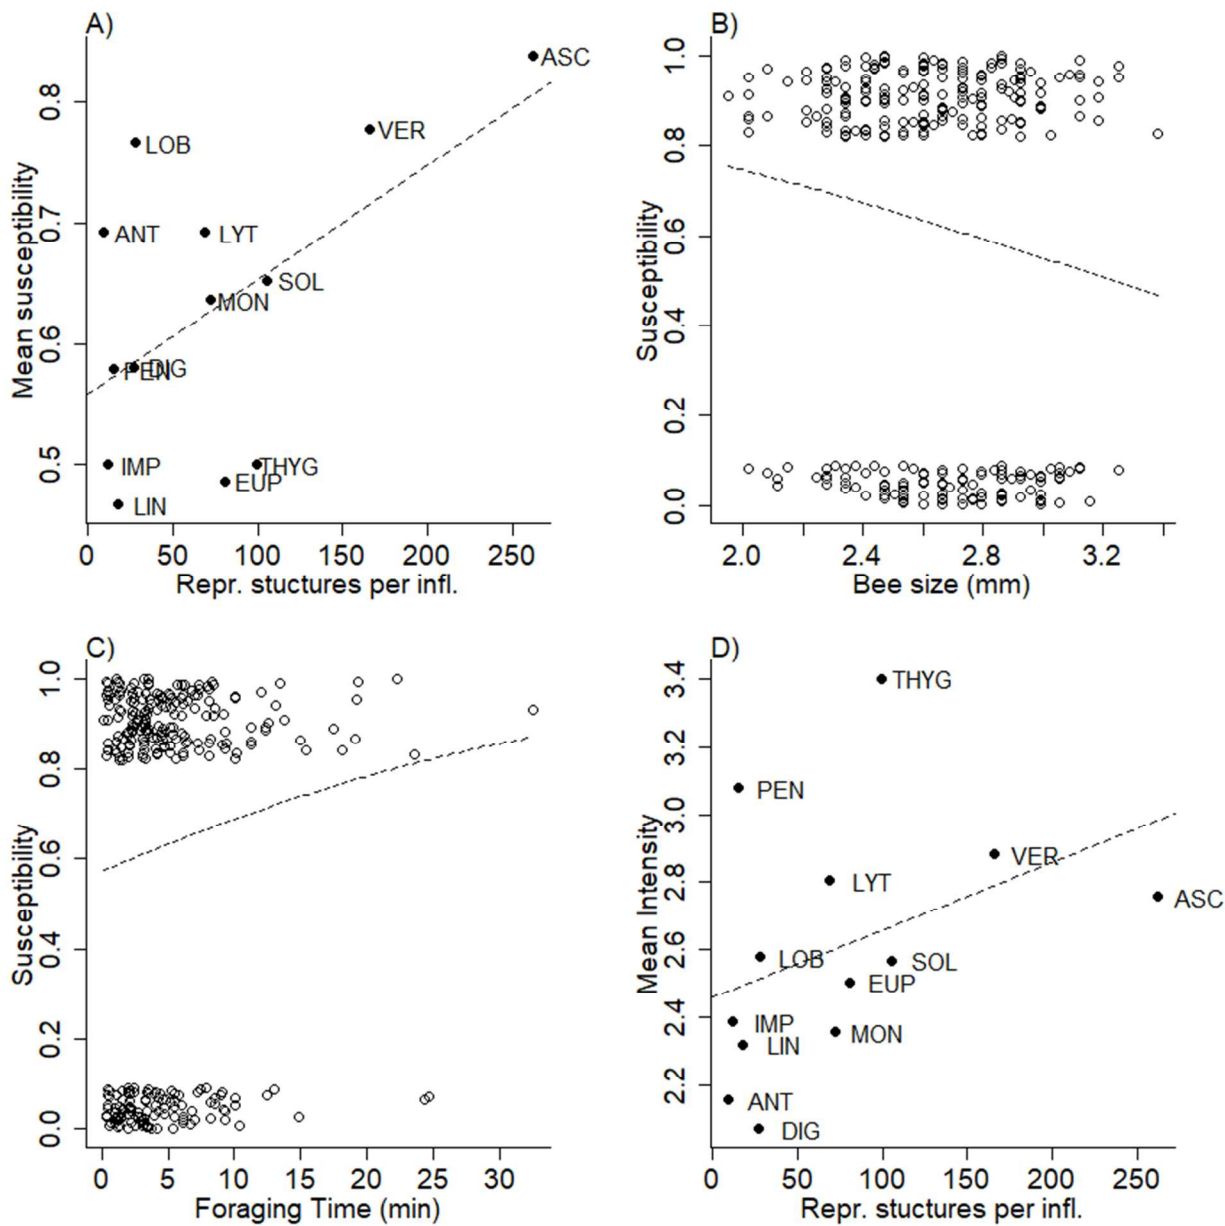 A)
Mean susceptibility
0.8
0.7
0.6
0.5
ASC
VER
LOB
ANT
LYT
SOL
MON
PEN
DIG
IMP
THYG
EUP
LIN
0 50 100 150 200 250
Repr. stuctures per infl.
B)
Susceptibility
1.0
0.8
0.6
0.4
0.2
0.0
2.0 2.4 2.8 3.2
Bee size (mm)
C)
Susceptibility
1.0
0.8
0.6
0.4
0.2
0.0
0 5 10 15 20 25 30
Foraging Time (min)
D)
Mean Intensity
3.4
3.2
3.0
2.8
2.6
2.4
2.2
THYG
PEN
VER
LYT
ASC
LOB
SOL
EUP
IMP
MON
LIN
ANT
DIG
0 50 100 150 200 250
Repr. stuctures per infl.